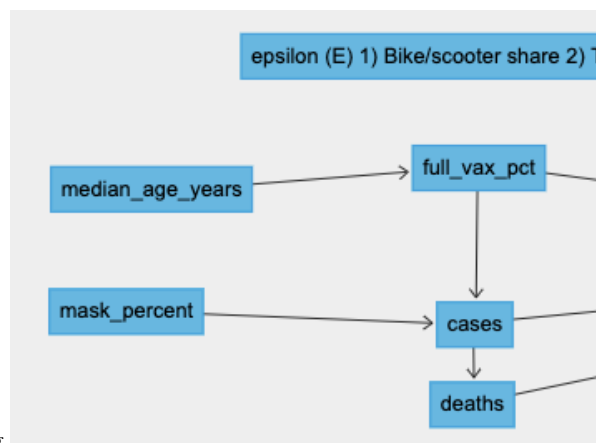 epsilon (E) 1) Bike/scooter share 2)
full_vax_pct
median_age_years
mask_percent
cases
deaths